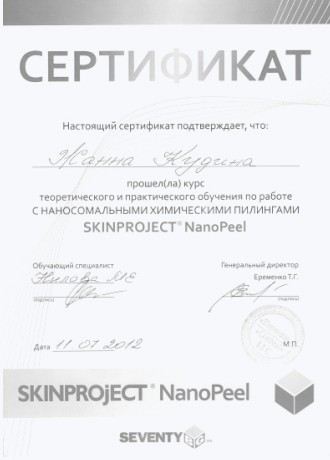 СЕРТИФИКАТ
Настоящий сертификат подтверждает, что:
Жанна Кудина
прошел(ла) курс
теоретического и практического обучения по работе
С НАНОСОМАЛЬНЫМИ ХИМИЧЕСКИМИ ПИЛИНГАМИ
SKINPROJECT® NanoPeel
Обучающий специалист
Генеральный директор
Еременко Т.Г.
(подпись)
(подпись)
М.П.
Дата 11.07.2012
SKINPROJECT® NanoPeel
SEVENTY